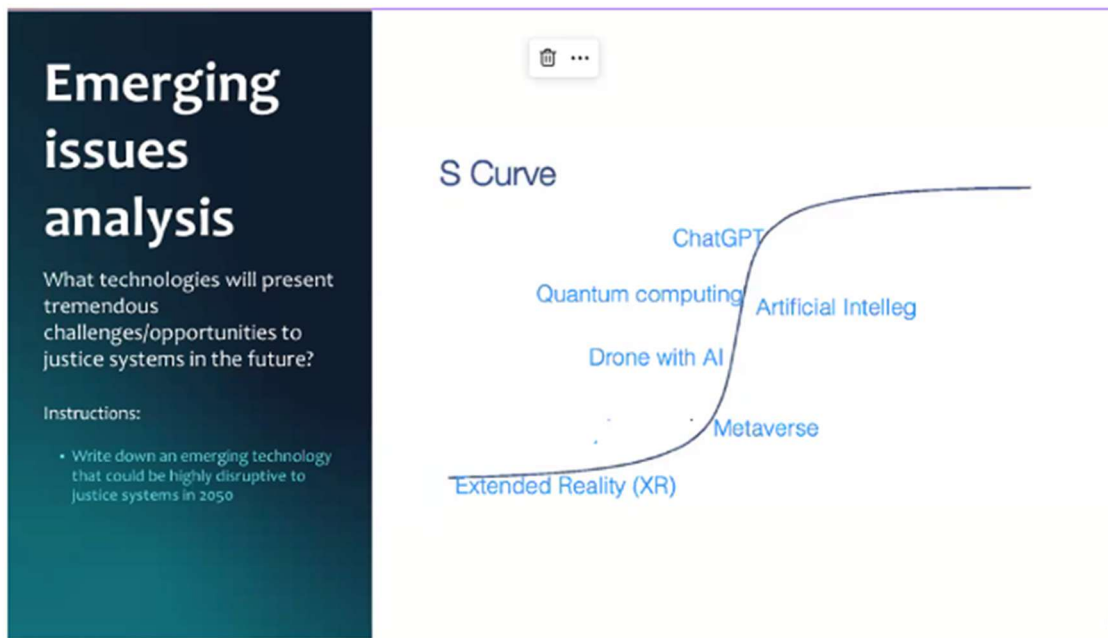 Emerging
issues
analysis
What technologies will present
tremendous
challenges/opportunities to
justice systems in the future?
Instructions:
• Write down an emerging technology
that could be highly disruptive to
justice systems in 2050
S Curve
ChatGPT
Quantum computing
Artificial Intelleg
Drone with AI
Metaverse
Extended Reality (XR)